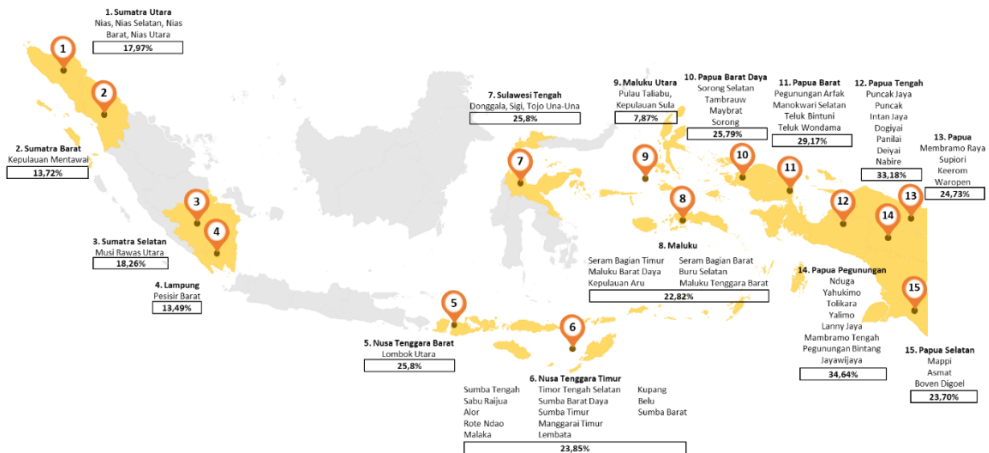 1. Sumatra Utara
Nias, Nias Selatan, Nias
Barat, Nias Utara
17,97%
2. Sumatra Barat
Kepulauan Mentawai
13,72%
3. Sumatra Selatan
Musi Rawas Utara
18,26%
4. Lampung
Pesisir Barat
13,49%
5. Nusa Tenggara Barat
Lombok Utara
25,8%
6. Nusa Tenggara Timur
Sumba Tengah
Sabu Raijua
Alor
Rote Ndao
Malaka
Timor Tengah Selatan
Sumba Barat Daya
Sumba Timur
Manggarai Timur
Lembata
Kupang
Belu
Sumba Barat
23,85%
7. Sulawesi Tengah
Donggala, Sigi, Tojo Una-Una
25,8%
8. Maluku
Seram Bagian Timur
Maluku Barat Daya
Kepulauan Aru
Seram Bagian Barat
Buru Selatan
Maluku Tenggara Barat
22,82%
9. Maluku Utara
Pulau Taliabu,
Kepulauan Sula
7,87%
10. Papua Barat Daya
Sorong Selatan
Tambrauw
Maybrat
Sorong
25,79%
11. Papua Barat
Pegunungan Arfak
Manokwari Selatan
Teluk Bintuni
Teluk Wondama
29,17%
12. Papua Tengah
Puncak Jaya
Puncak
Intan Jaya
Dogiyai
Panilai
Deiyai
Nabire
33,18%
13. Papua
Membramo Raya
Supiori
Keerom
Waropen
24,73%
14. Papua Pegunungan
Nduga
Yahukimo
Tolikara
Yalimo
Lanny Jaya
Mambramo Tengah
Pegunungan Bintang
Jayawijaya
34,64%
15. Papua Selatan
Mappi
Asmat
Boven Digoel
23,70%
1
2
3
4
5
6
7
8
9
10
11
12
13
14
15